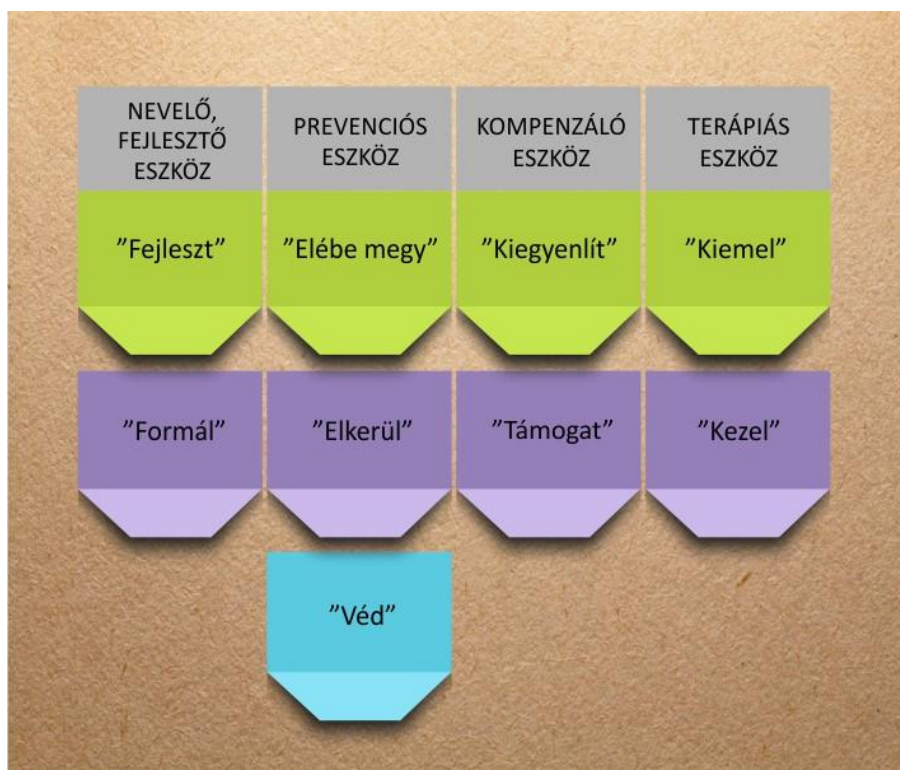 NEVELŐ,
FEJLESZTŐ
ESZKÖZ
PREVENCIÓS
ESZKÖZ
KOMPENZÁLÓ
ESZKÖZ
TERÁPIÁS
ESZKÖZ
”Fejleszt”
”Elébe megy”
”Kiegyenlít”
”Kiemel”
”Formál”
”Elkerül”
”Támogat”
”Kezel”
”Véd”